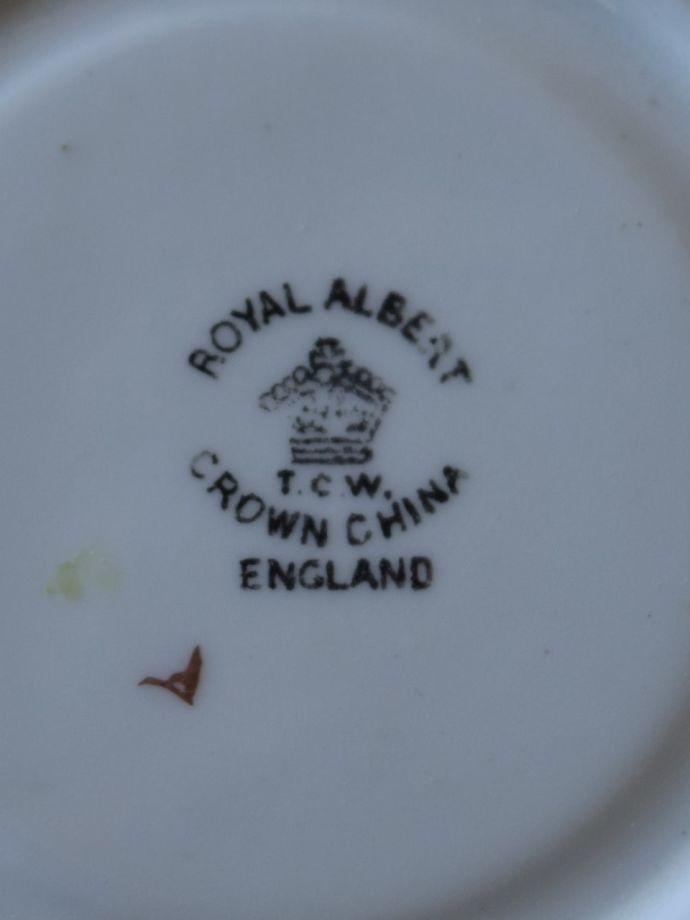 ROYAL ALBERT
T.C.W.
CROWN CHINA
ENGLAND